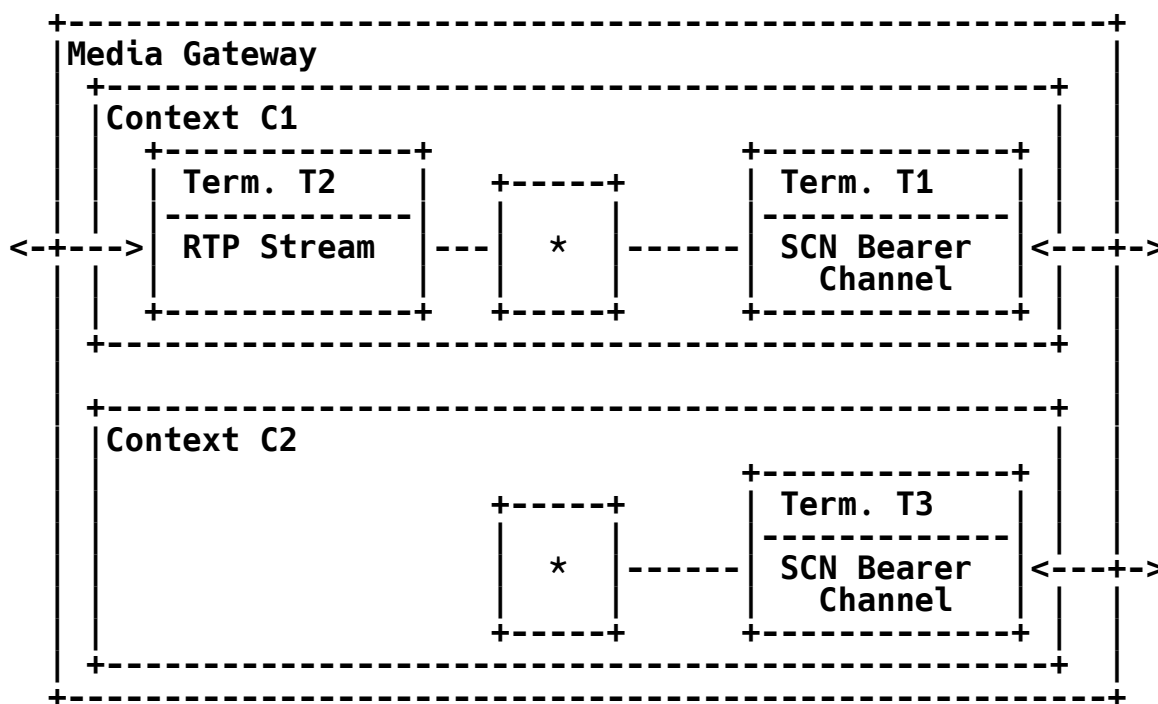 Media Gateway
Context C1
Term. T2
Term. T1
RTP Stream
*
SCN Bearer
Channel
Context C2
Term. T3
*
SCN Bearer
Channel